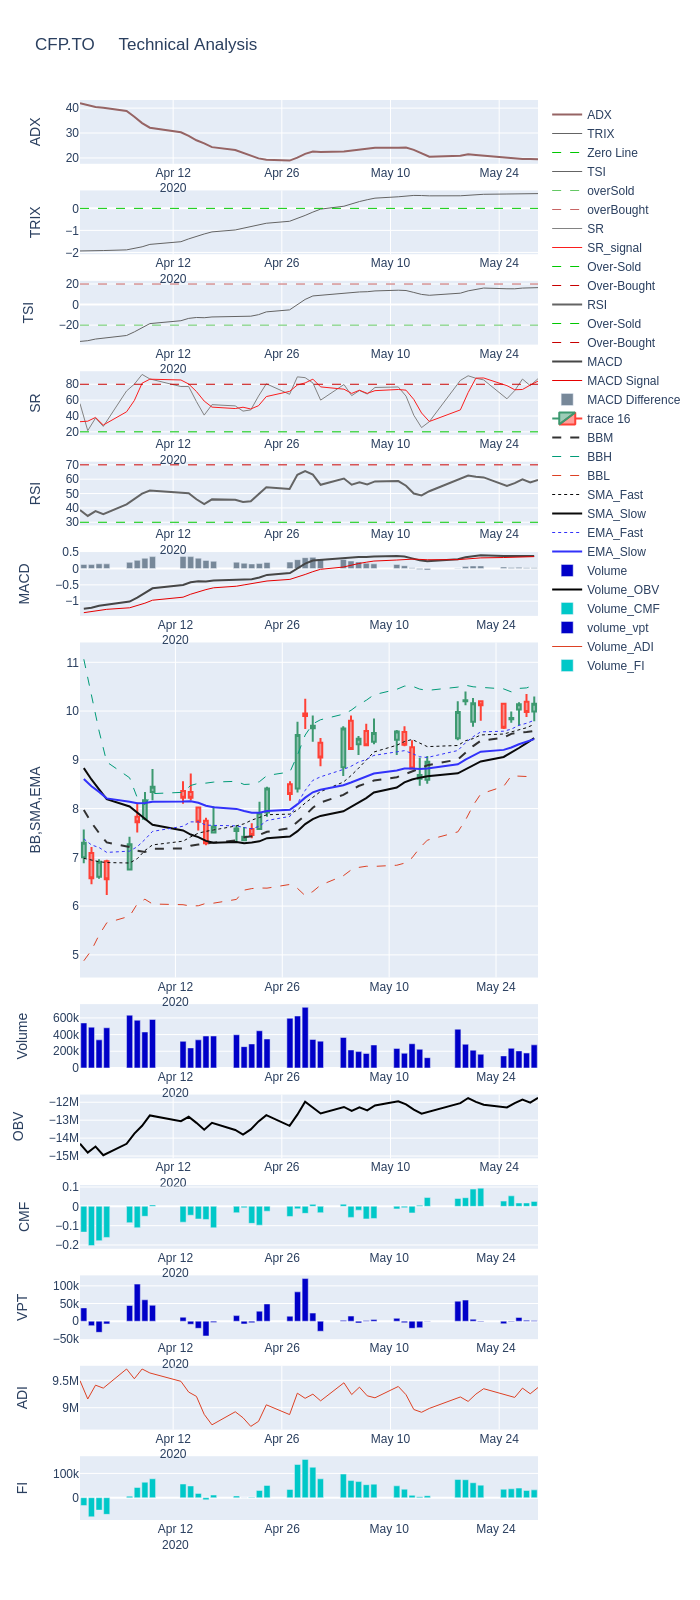 CFP.TO Technical Analysis
ADX
40
30
20
Apr 12
2020
Apr 26
May 10
May 24
TRIX
0
−1
−2
Apr 12
2020
Apr 26
May 10
May 24
TSI
20
0
−20
Apr 12
2020
Apr 26
May 10
May 24
SR
80
60
40
20
Apr 12
2020
Apr 26
May 10
May 24
RSI
70
60
50
40
30
Apr 12
2020
Apr 26
May 10
May 24
MACD
0.5
0
−0.5
−1
Apr 12
2020
Apr 26
May 10
May 24
BB,SMA,EMA
11
10
9
8
7
6
5
Apr 12
2020
Apr 26
May 10
May 24
Volume
600k
400k
200k
0
Apr 12
2020
Apr 26
May 10
May 24
OBV
−12M
−13M
−14M
−15M
Apr 12
2020
Apr 26
May 10
May 24
CMF
0.1
0
−0.1
−0.2
Apr 12
2020
Apr 26
May 10
May 24
VPT
100k
50k
0
−50k
Apr 12
2020
Apr 26
May 10
May 24
ADI
9.5M
9M
Apr 12
2020
Apr 26
May 10
May 24
FI
100k
0
Apr 12
2020
Apr 26
May 10
May 24
ADX
TRIX
Zero Line
TSI
overSold
overBought
SR
SR_signal
Over-Sold
Over-Bought
RSI
Over-Sold
Over-Bought
MACD
MACD Signal
MACD Difference
trace 16
BBM
BBH
BBL
SMA_Fast
SMA_Slow
EMA_Fast
EMA_Slow
Volume
Volume_OBV
Volume_CMF
volume_vpt
Volume_ADI
Volume_FI